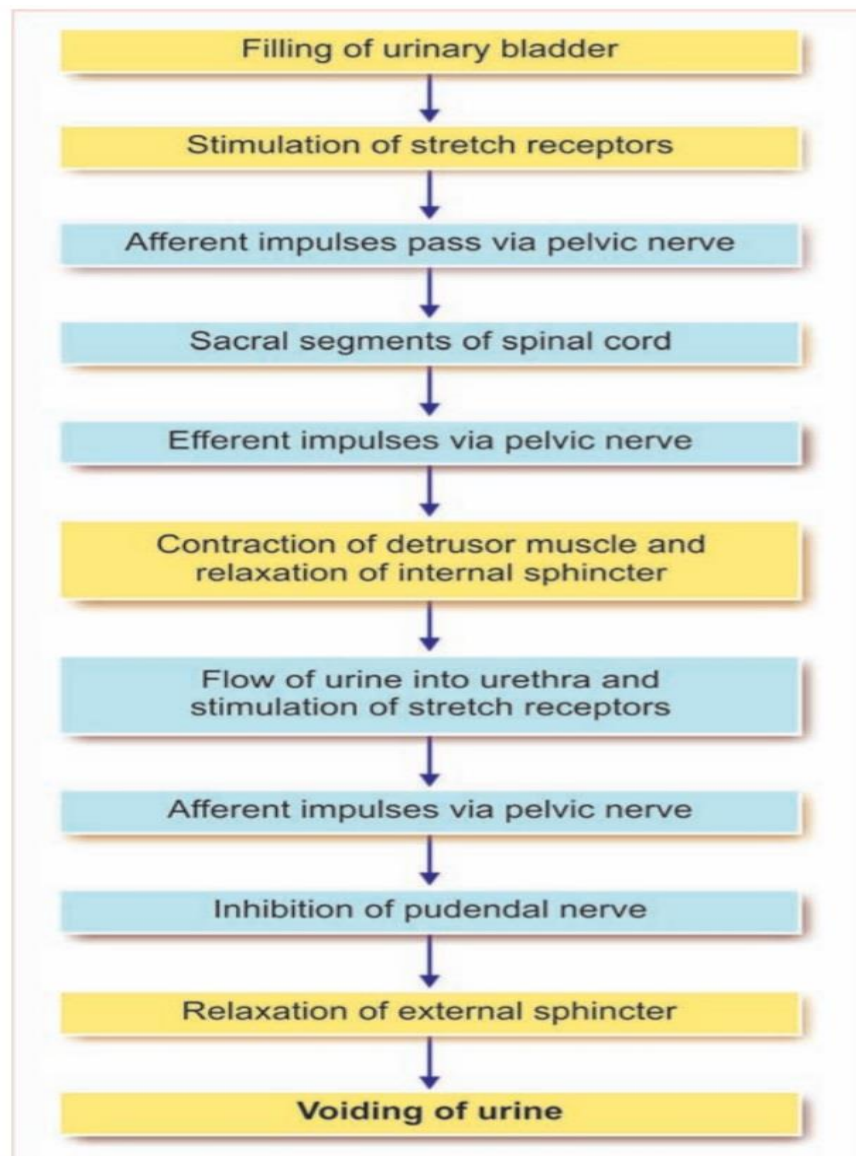 Filling of urinary bladder
Stimulation of stretch receptors
Afferent impulses pass via pelvic nerve
Sacral segments of spinal cord
Efferent impulses via pelvic nerve
Contraction of detrusor muscle and
relaxation of internal sphincter
Flow of urine into urethra and
stimulation of stretch receptors
Afferent impulses via pelvic nerve
Inhibition of pudendal nerve
Relaxation of external sphincter
Voiding of urine